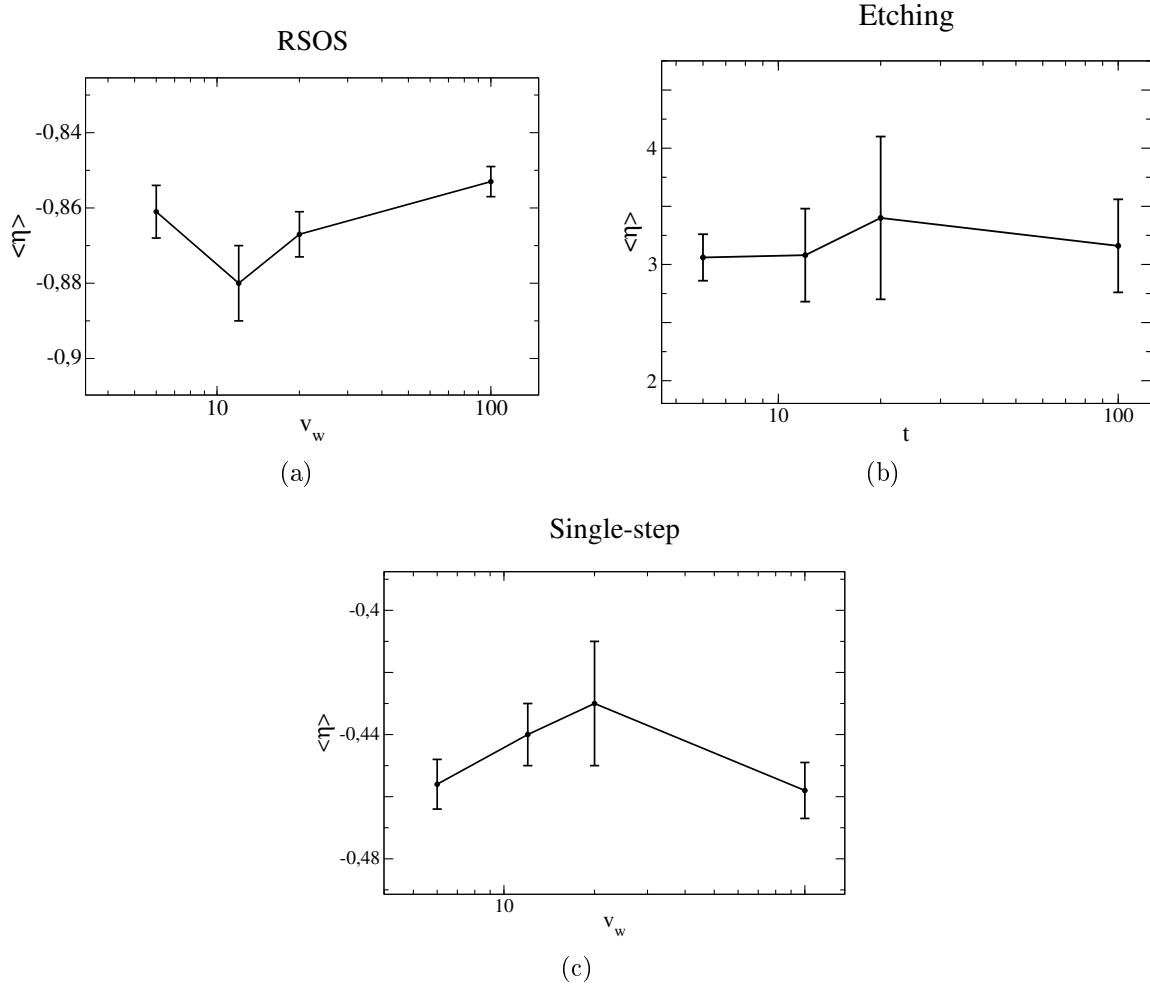 RSOS
-0,84
-0,86
-0,88
-0,9
<η>
10
100
v_w
(a)
Etching
4
3
2
<η>
10
100
t
(b)
Single-step
-0,4
-0,44
-0,48
<η>
10
v_w
(c)